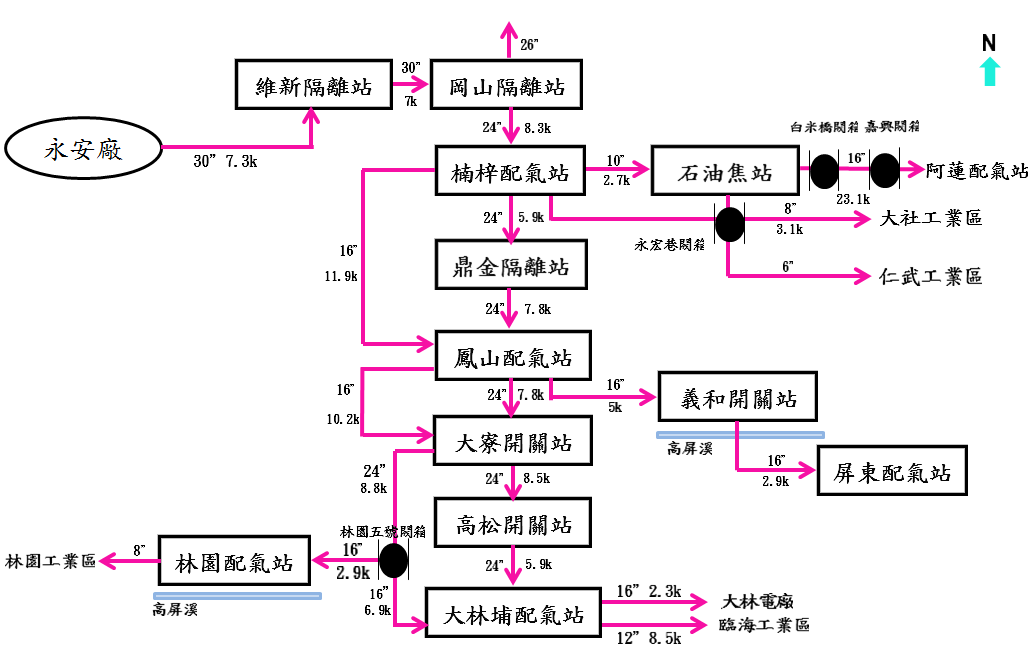 26”
N
維新隔離站
30”
7k
岡山隔離站
永安廠
30” 7.3k
24” 8.3k
白米橋閥箱 嘉興閥箱
楠梓配氣站
10”
2.7k
石油焦站
16”
23.1k
阿蓮配氣站
24” 5.9k
8”
3.1k
大社工業區
永宏巷閥箱
16”
11.9k
鼎金隔離站
6”
仁武工業區
24” 7.8k
鳳山配氣站
16”
10.2k
24” 7.8k
16”
5k
義和開關站
高屏溪
大寮開關站
16”
2.9k
屏東配氣站
24”
8.8k
24” 8.5k
高松開關站
林園五號閥箱
林園工業區
8”
林園配氣站
16”
2.9k
24” 5.9k
高屏溪
16”
6.9k
大林埔配氣站
16” 2.3k
大林電廠
12” 8.5k
臨海工業區